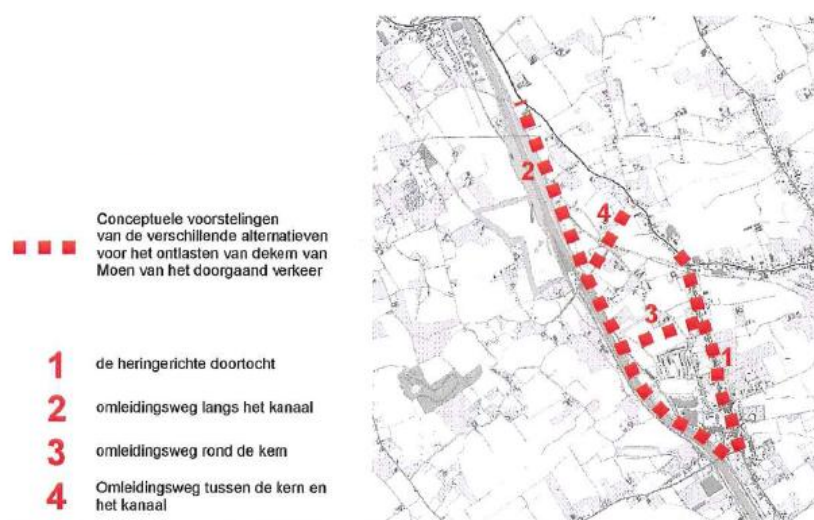 Conceptuele voorstelingen
van de verschillende alternatieven
voor het ontlasten van dekern van
Moen van het doorgaand verkeer
1 de heringerichte doortocht
2 omleidingsweg langs het kanaal
3 omleidingsweg rond de kern
4 Omleidingsweg tussen de kern en
het kanaal
2
4
3
1